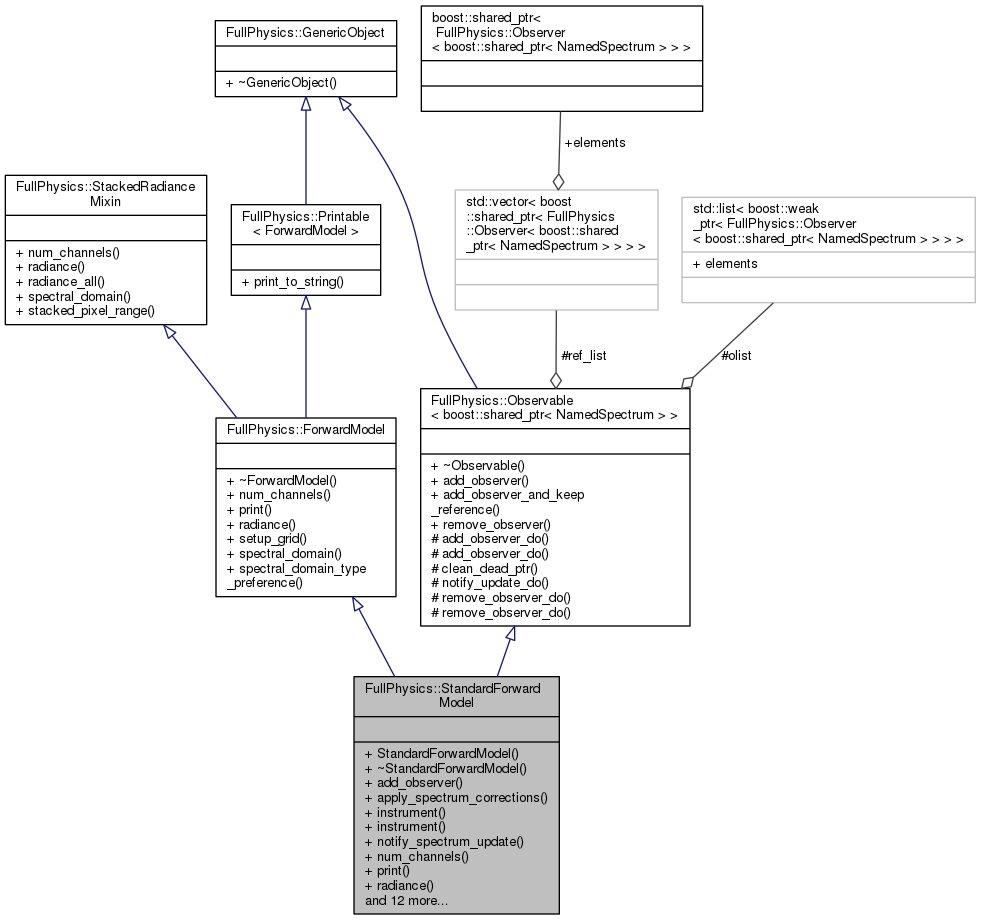 FullPhysics::GenericObject
+ ~GenericObject()
boost::shared_ptr<
FullPhysics::Observer
< boost::shared_ptr< NamedSpectrum > > >
+elements
FullPhysics::StackedRadiance
Mixin
+ num_channels()
+ radiance()
+ radiance_all()
+ spectral_domain()
+ stacked_pixel_range()
FullPhysics::Printable
< ForwardModel >
+ print_to_string()
std::vector< boost
::shared_ptr< FullPhysics
::Observer< boost::shared
_ptr< NamedSpectrum > > > >
std::list< boost::weak
_ptr< FullPhysics::Observer
< boost::shared_ptr< NamedSpectrum > > > >
+ elements
#ref_list
#olist
FullPhysics::ForwardModel
+ ~ForwardModel()
+ num_channels()
+ print()
+ radiance()
+ setup_grid()
+ spectral_domain()
+ spectral_domain_type
_preference()
FullPhysics::Observable
< boost::shared_ptr< NamedSpectrum > >
+ ~Observable()
+ add_observer()
+ add_observer_and_keep
_reference()
+ remove_observer()
# add_observer_do()
# add_observer_do()
# clean_dead_ptr()
# notify_update_do()
# remove_observer_do()
# remove_observer_do()
FullPhysics::StandardForward
Model
+ StandardForwardModel()
+ ~StandardForwardModel()
+ add_observer()
+ apply_spectrum_corrections()
+ instrument()
+ instrument()
+ notify_spectrum_update()
+ num_channels()
+ print()
+ radiance()
and 12 more...